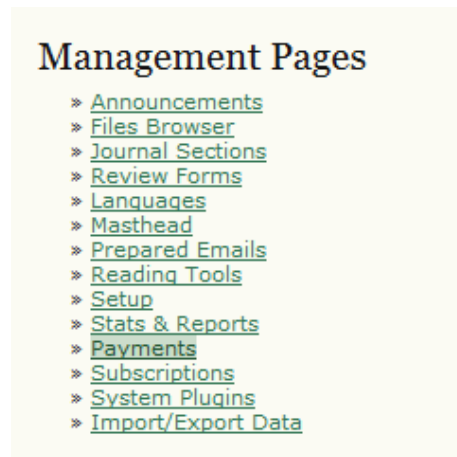 Management Pages
» Announcements
» Files Browser
» Journal Sections
» Review Forms
» Languages
» Masthead
» Prepared Emails
» Reading Tools
» Setup
» Stats & Reports
» Payments
» Subscriptions
» System Plugins
» Import/Export Data